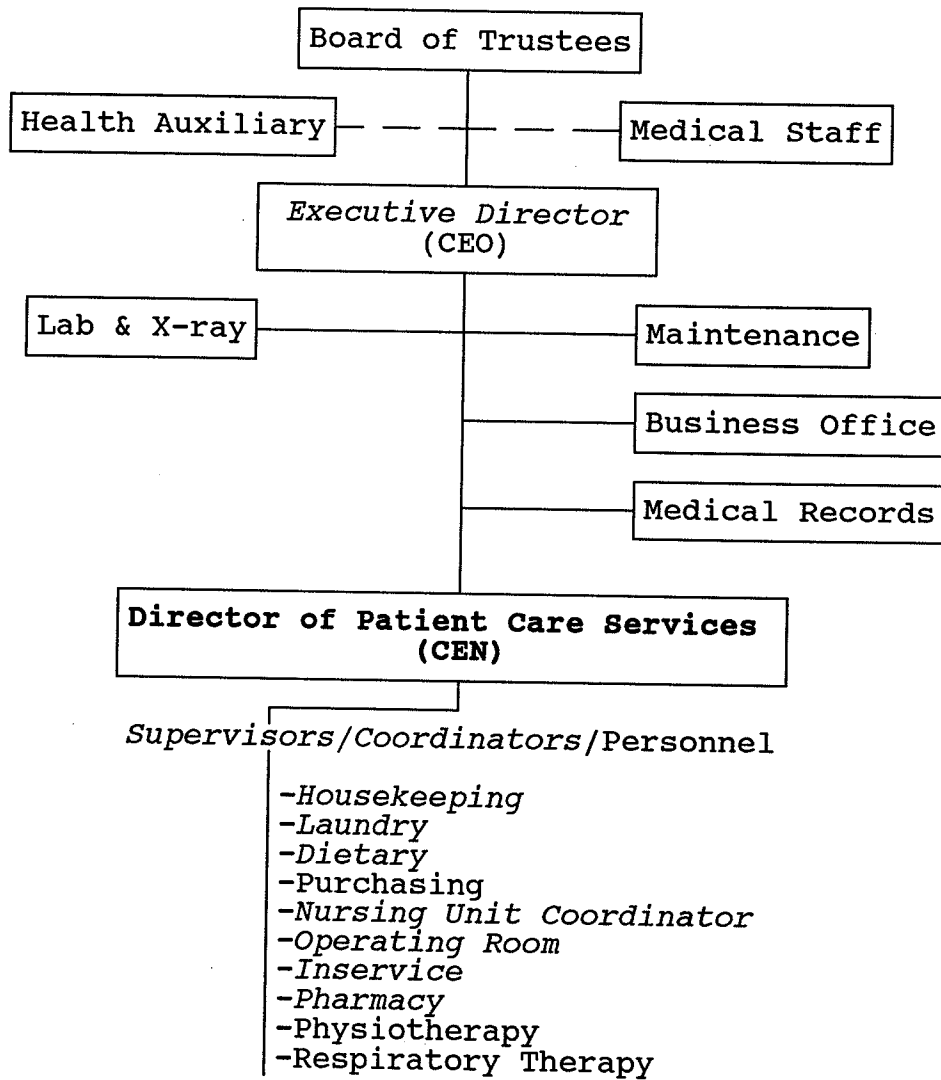 Board of Trustees
Health Auxiliary
Medical Staff
Executive Director
(CEO)
Lab & X-ray
Maintenance
Business Office
Medical Records
Director of Patient Care Services
(CEN)
Supervisors/Coordinators/Personnel
-Housekeeping
-Laundry
-Dietary
-Purchasing
-Nursing Unit Coordinator
-Operating Room
-Inservice
-Pharmacy
-Physiotherapy
-Respiratory Therapy